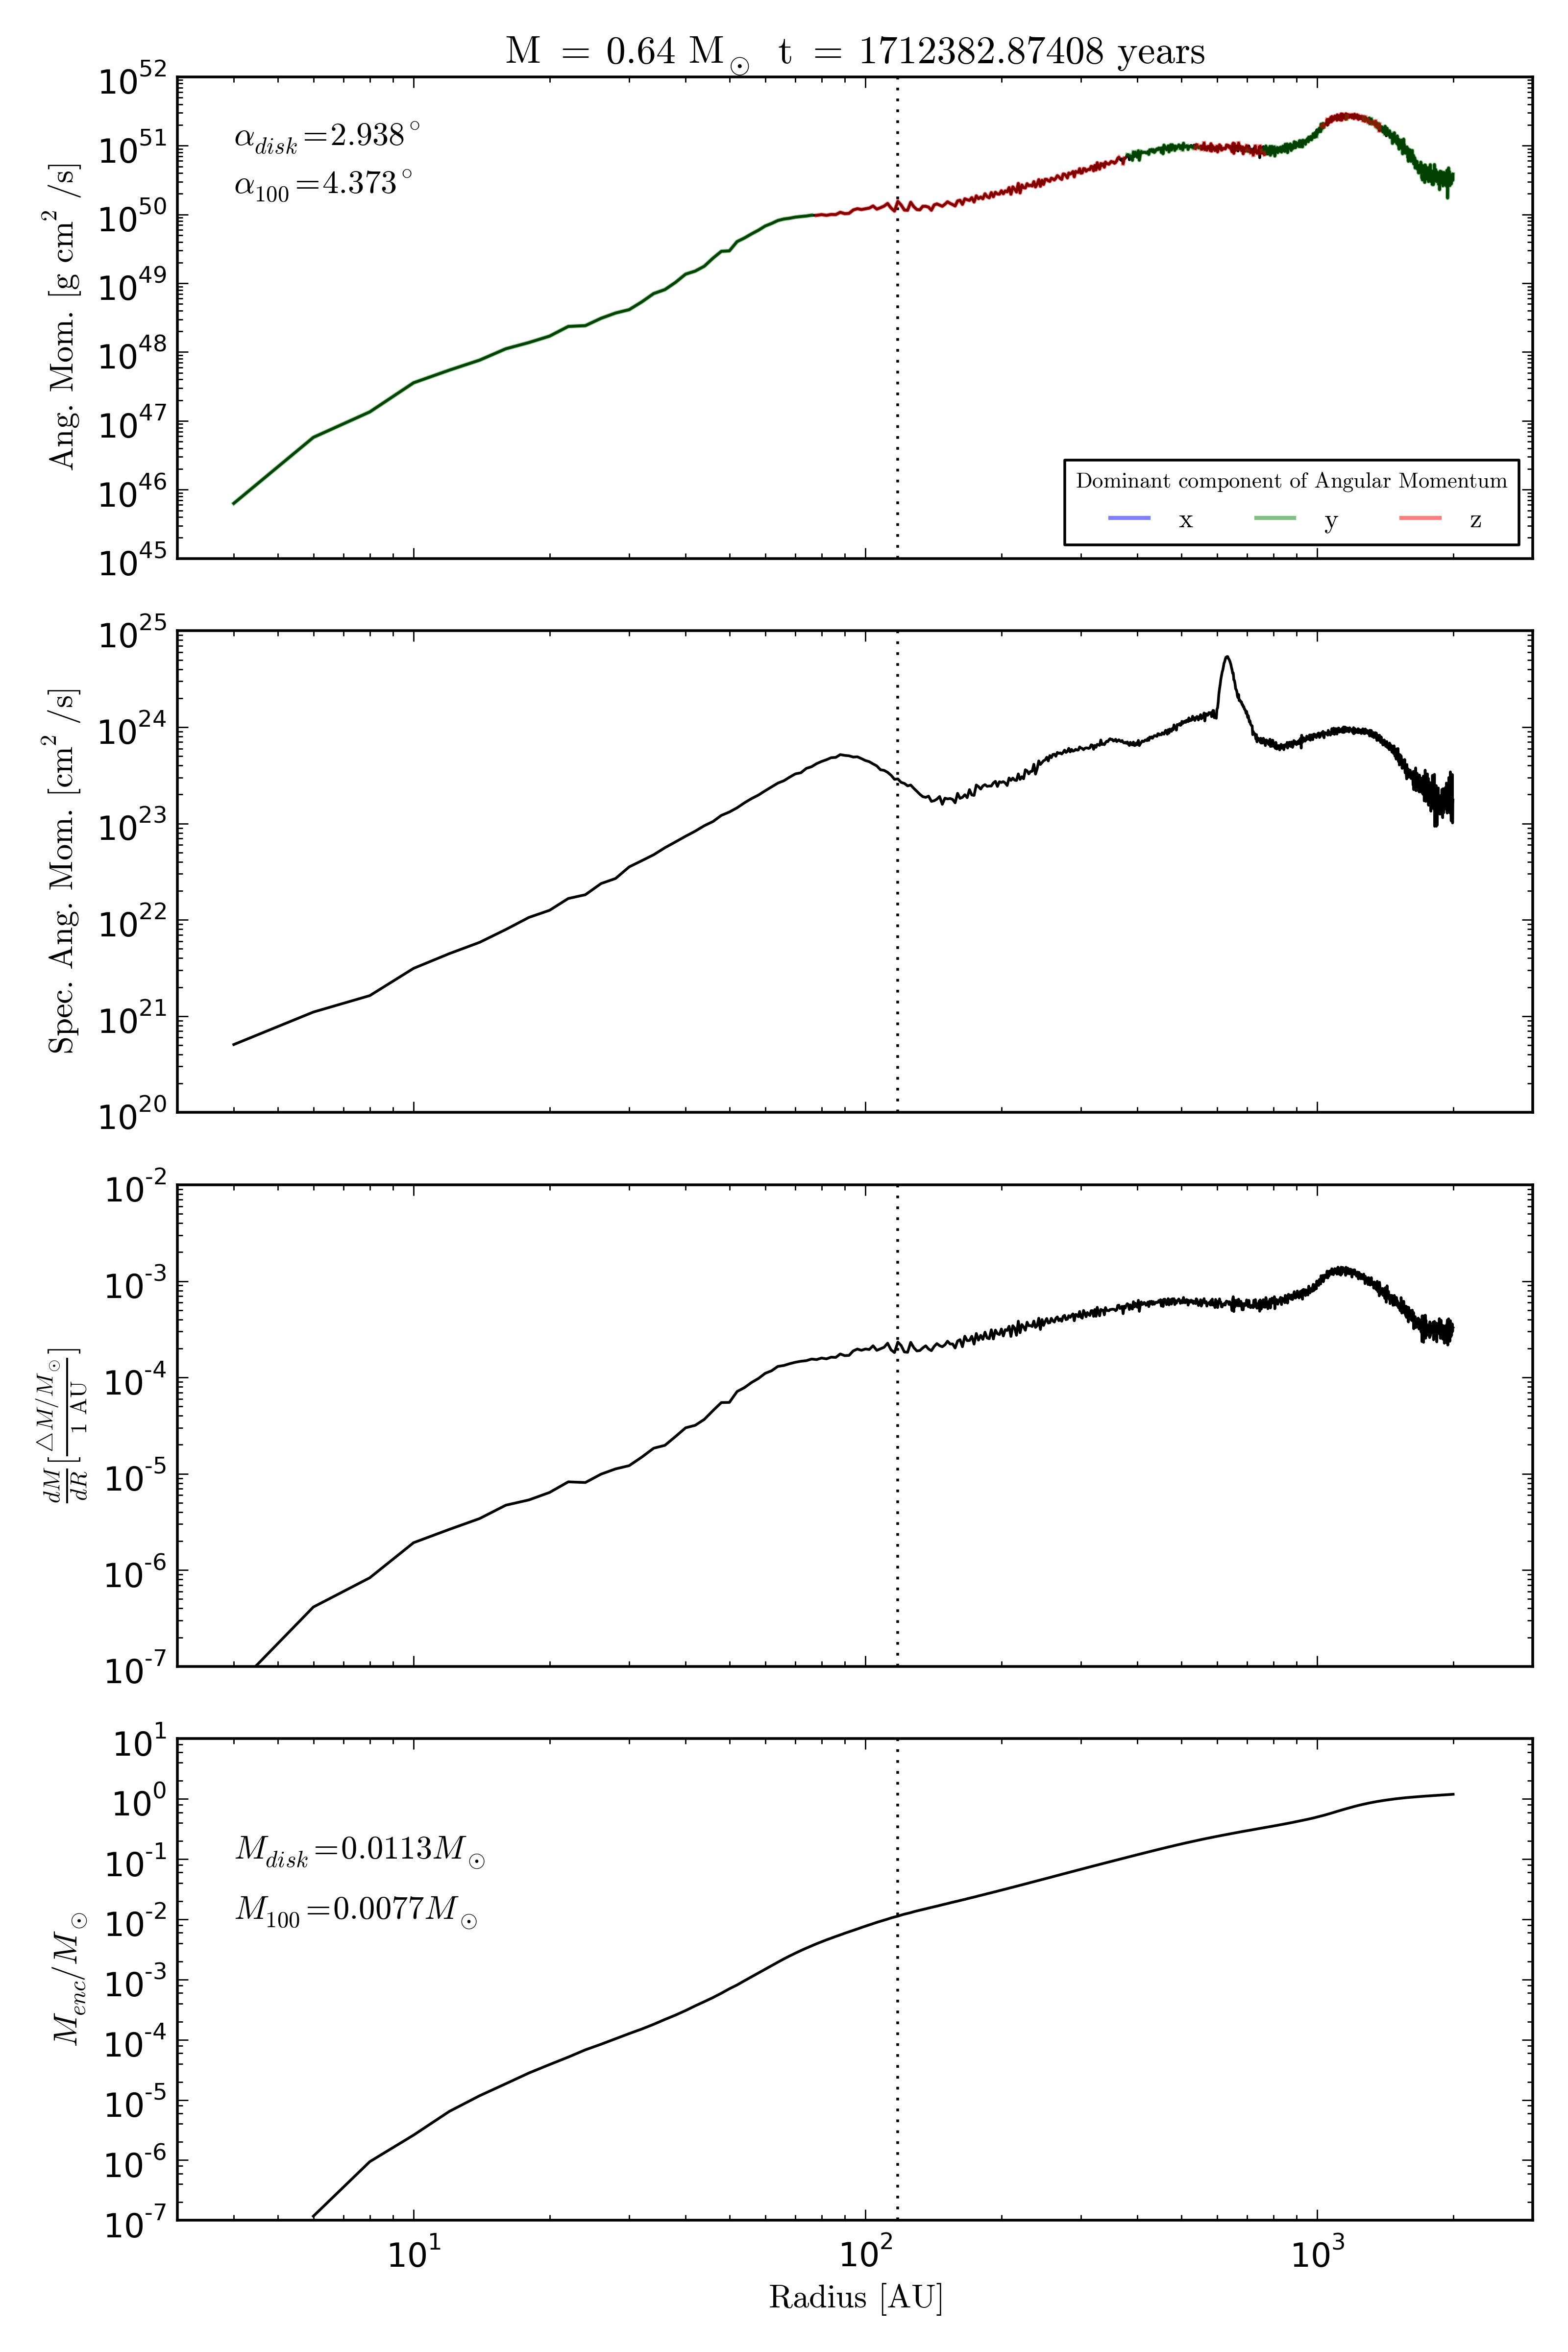 M = 0.64 M⊙ t = 1712382.87408 years
10^52
10^51
10^50
10^49
10^48
10^47
10^46
10^45
Ang. Mom. [g cm^2 /s]
α_disk=2.938°
α_100=4.373°
Dominant component of Angular Momentum
x y z
10^25
10^24
10^23
10^22
10^21
10^20
Spec. Ang. Mom. [cm^2 /s]
10^-2
10^-3
10^-4
10^-5
10^-6
10^-7
dM/dR [△M/M⊙ / 1 AU]
10^1
10^0
10^-1
10^-2
10^-3
10^-4
10^-5
10^-6
10^-7
M_enc/M⊙
M_disk=0.0113M⊙
M_100=0.0077M⊙
10^1 10^2 10^3
Radius [AU]